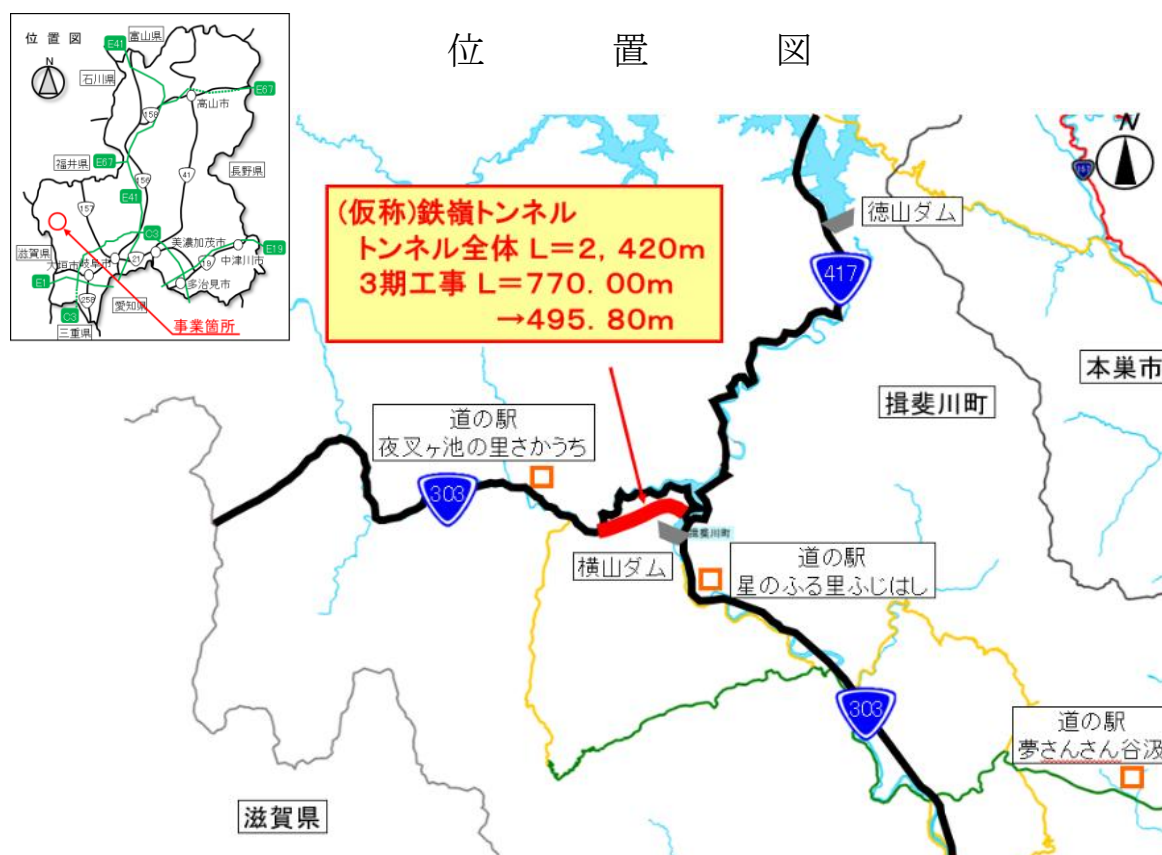 位置図
位置図
N
E41
富山県
石川県
E67
高山市
156
福井県
E67
長野県
156
41
E41
157
C3
滋賀県
美濃加茂市
E19
大垣市
岐阜市
21
19
中津川市
E1
多治見市
258
愛知県
C3
三重県
事業箇所
N
157
(仮称)鉄嶺トンネル
トンネル全体 L=2, 420m
3期工事 L=770. 00m
→495. 80m
徳山ダム
417
本巣市
揖斐川町
道の駅
夜叉ヶ池の里さかうち
303
揖斐川町
横山ダム
道の駅
星のふる里ふじはし
303
道の駅
夢さんさん谷汲
滋賀県